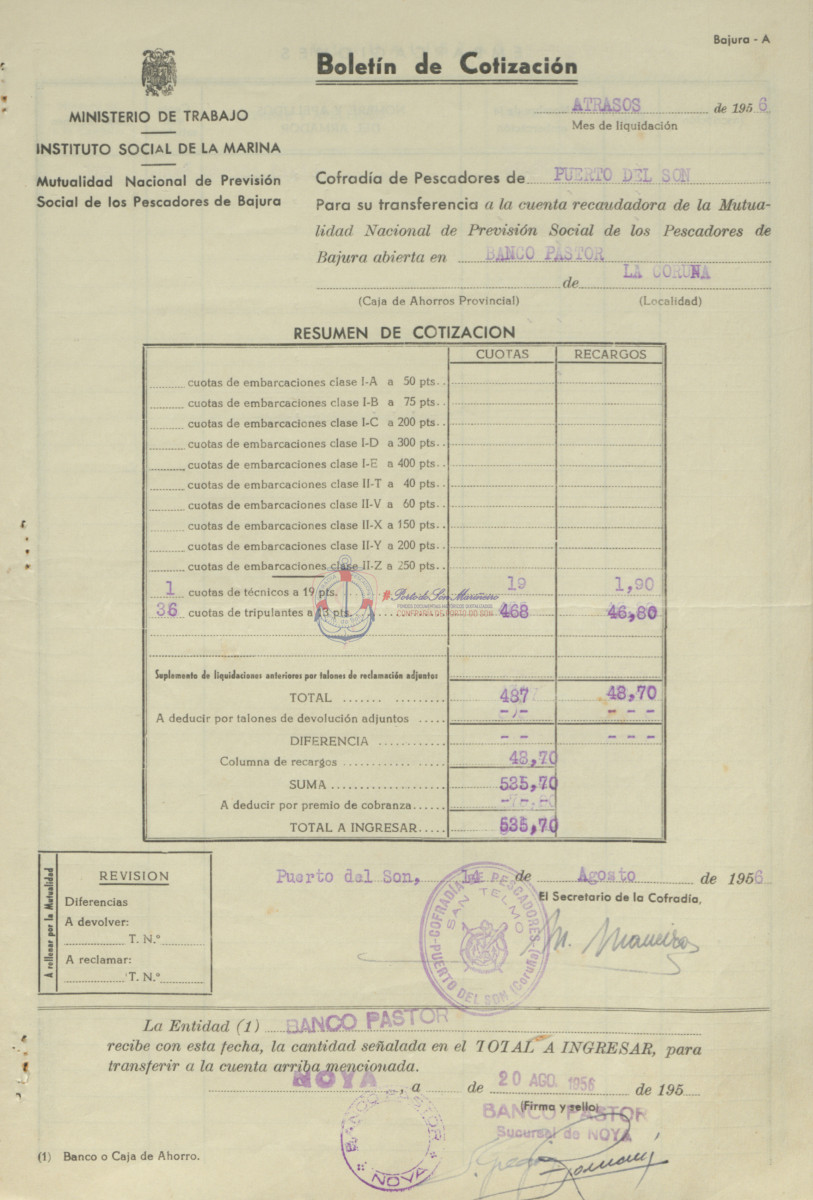 Bajura - A
Boletín de Cotización
ATRASOS de 1956
Mes de liquidación
MINISTERIO DE TRABAJO
INSTITUTO SOCIAL DE LA MARINA
Mutualidad Nacional de Previsión
Social de los Pescadores de Bajura
Cofradía de Pescadores de PUERTO DEL SON
Para su transferencia a la cuenta recaudadora de la Mutua-
lidad Nacional de Previsión Social de los Pescadores de
Bajura abierta en BANCO PASTOR
de LA CORUÑA
(Caja de Ahorros Provincial) (Localidad)
RESUMEN DE COTIZACION
CUOTAS RECARGOS
cuotas de embarcaciones clase I-A a 50 pts.
cuotas de embarcaciones clase I-B a 75 pts.
cuotas de embarcaciones clase I-C a 200 pts.
cuotas de embarcaciones clase I-D a 300 pts.
cuotas de embarcaciones clase I-E a 400 pts.
cuotas de embarcaciones clase II-T a 40 pts.
cuotas de embarcaciones clase II-V a 60 pts.
cuotas de embarcaciones clase II-X a 150 pts.
cuotas de embarcaciones clase II-Y a 200 pts.
cuotas de embarcaciones clase II-Z a 250 pts.
1 cuotas de técnicos a 19 pts. 19 1,90
Porto do Son Mariñeiro
36 cuotas de tripulantes a 13 pts. 468 46,80
Suplemento de liquidaciones anteriores por talones de reclamación adjuntos
TOTAL 487 48,70
A deducir por talones de devolución adjuntos - - - - -
DIFERENCIA - - - - -
Columna de recargos 48,70
SUMA 535,70
A deducir por premio de cobranza
TOTAL A INGRESAR 535,70
A rellenar por la Mutualidad
REVISION
Diferencias
A devolver:
T. N.º
A reclamar:
T. N.º
Puerto del Son, 14 de Agosto de 1956
El Secretario de la Cofradía,
M. Maneiros
COFRADÍA DE PESCADORES
SAN TELMO
PUERTO DEL SON (Coruña)
La Entidad (1) BANCO PASTOR
recibe con esta fecha, la cantidad señalada en el TOTAL A INGRESAR, para
transferir a la cuenta arriba mencionada.
NOYA, a de 20 AGO. 1956 de 195
(Firma y sello)
BANCO PASTOR
Sucursal de NOYA
BANCO PASTOR
NOYA
(1) Banco o Caja de Ahorro.